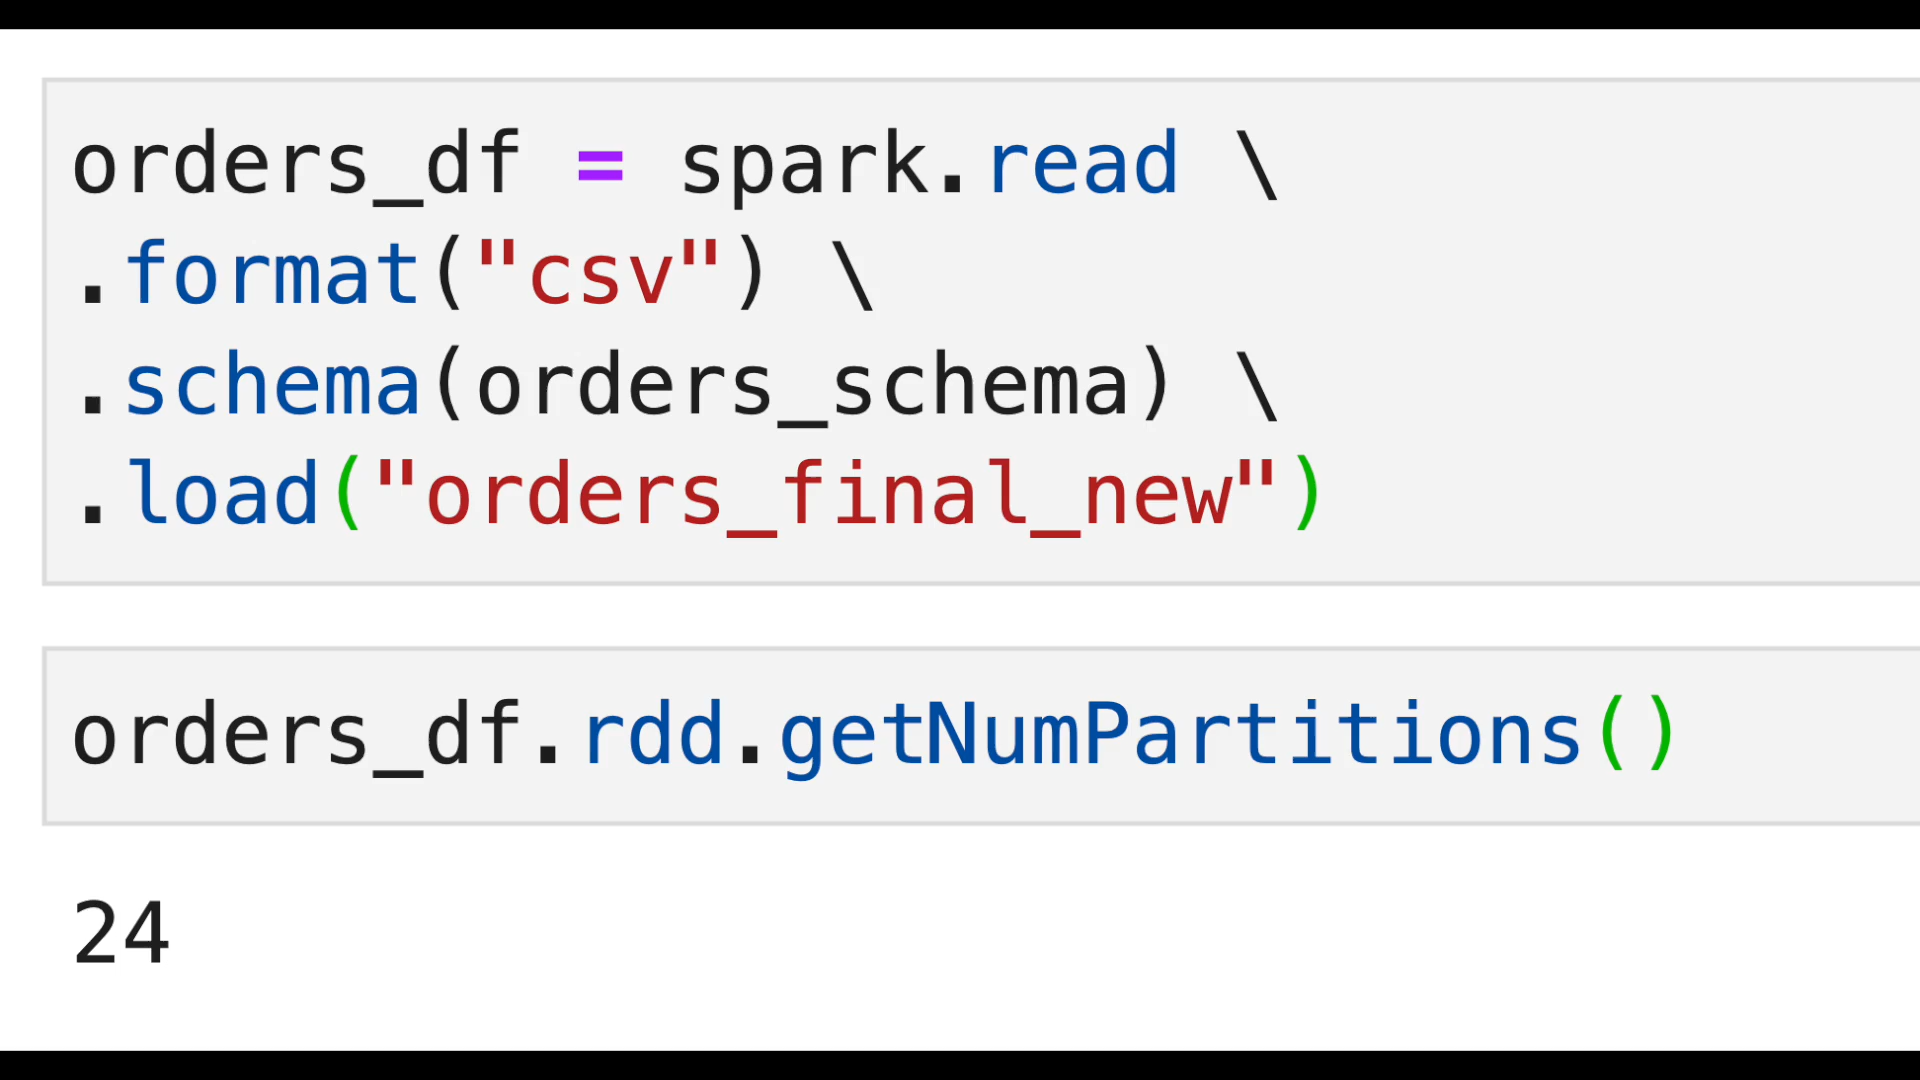 orders_df = spark.read \
.format("csv") \
.schema(orders_schema) \
.load("orders_final_new")
orders_df.rdd.getNumPartitions()
24